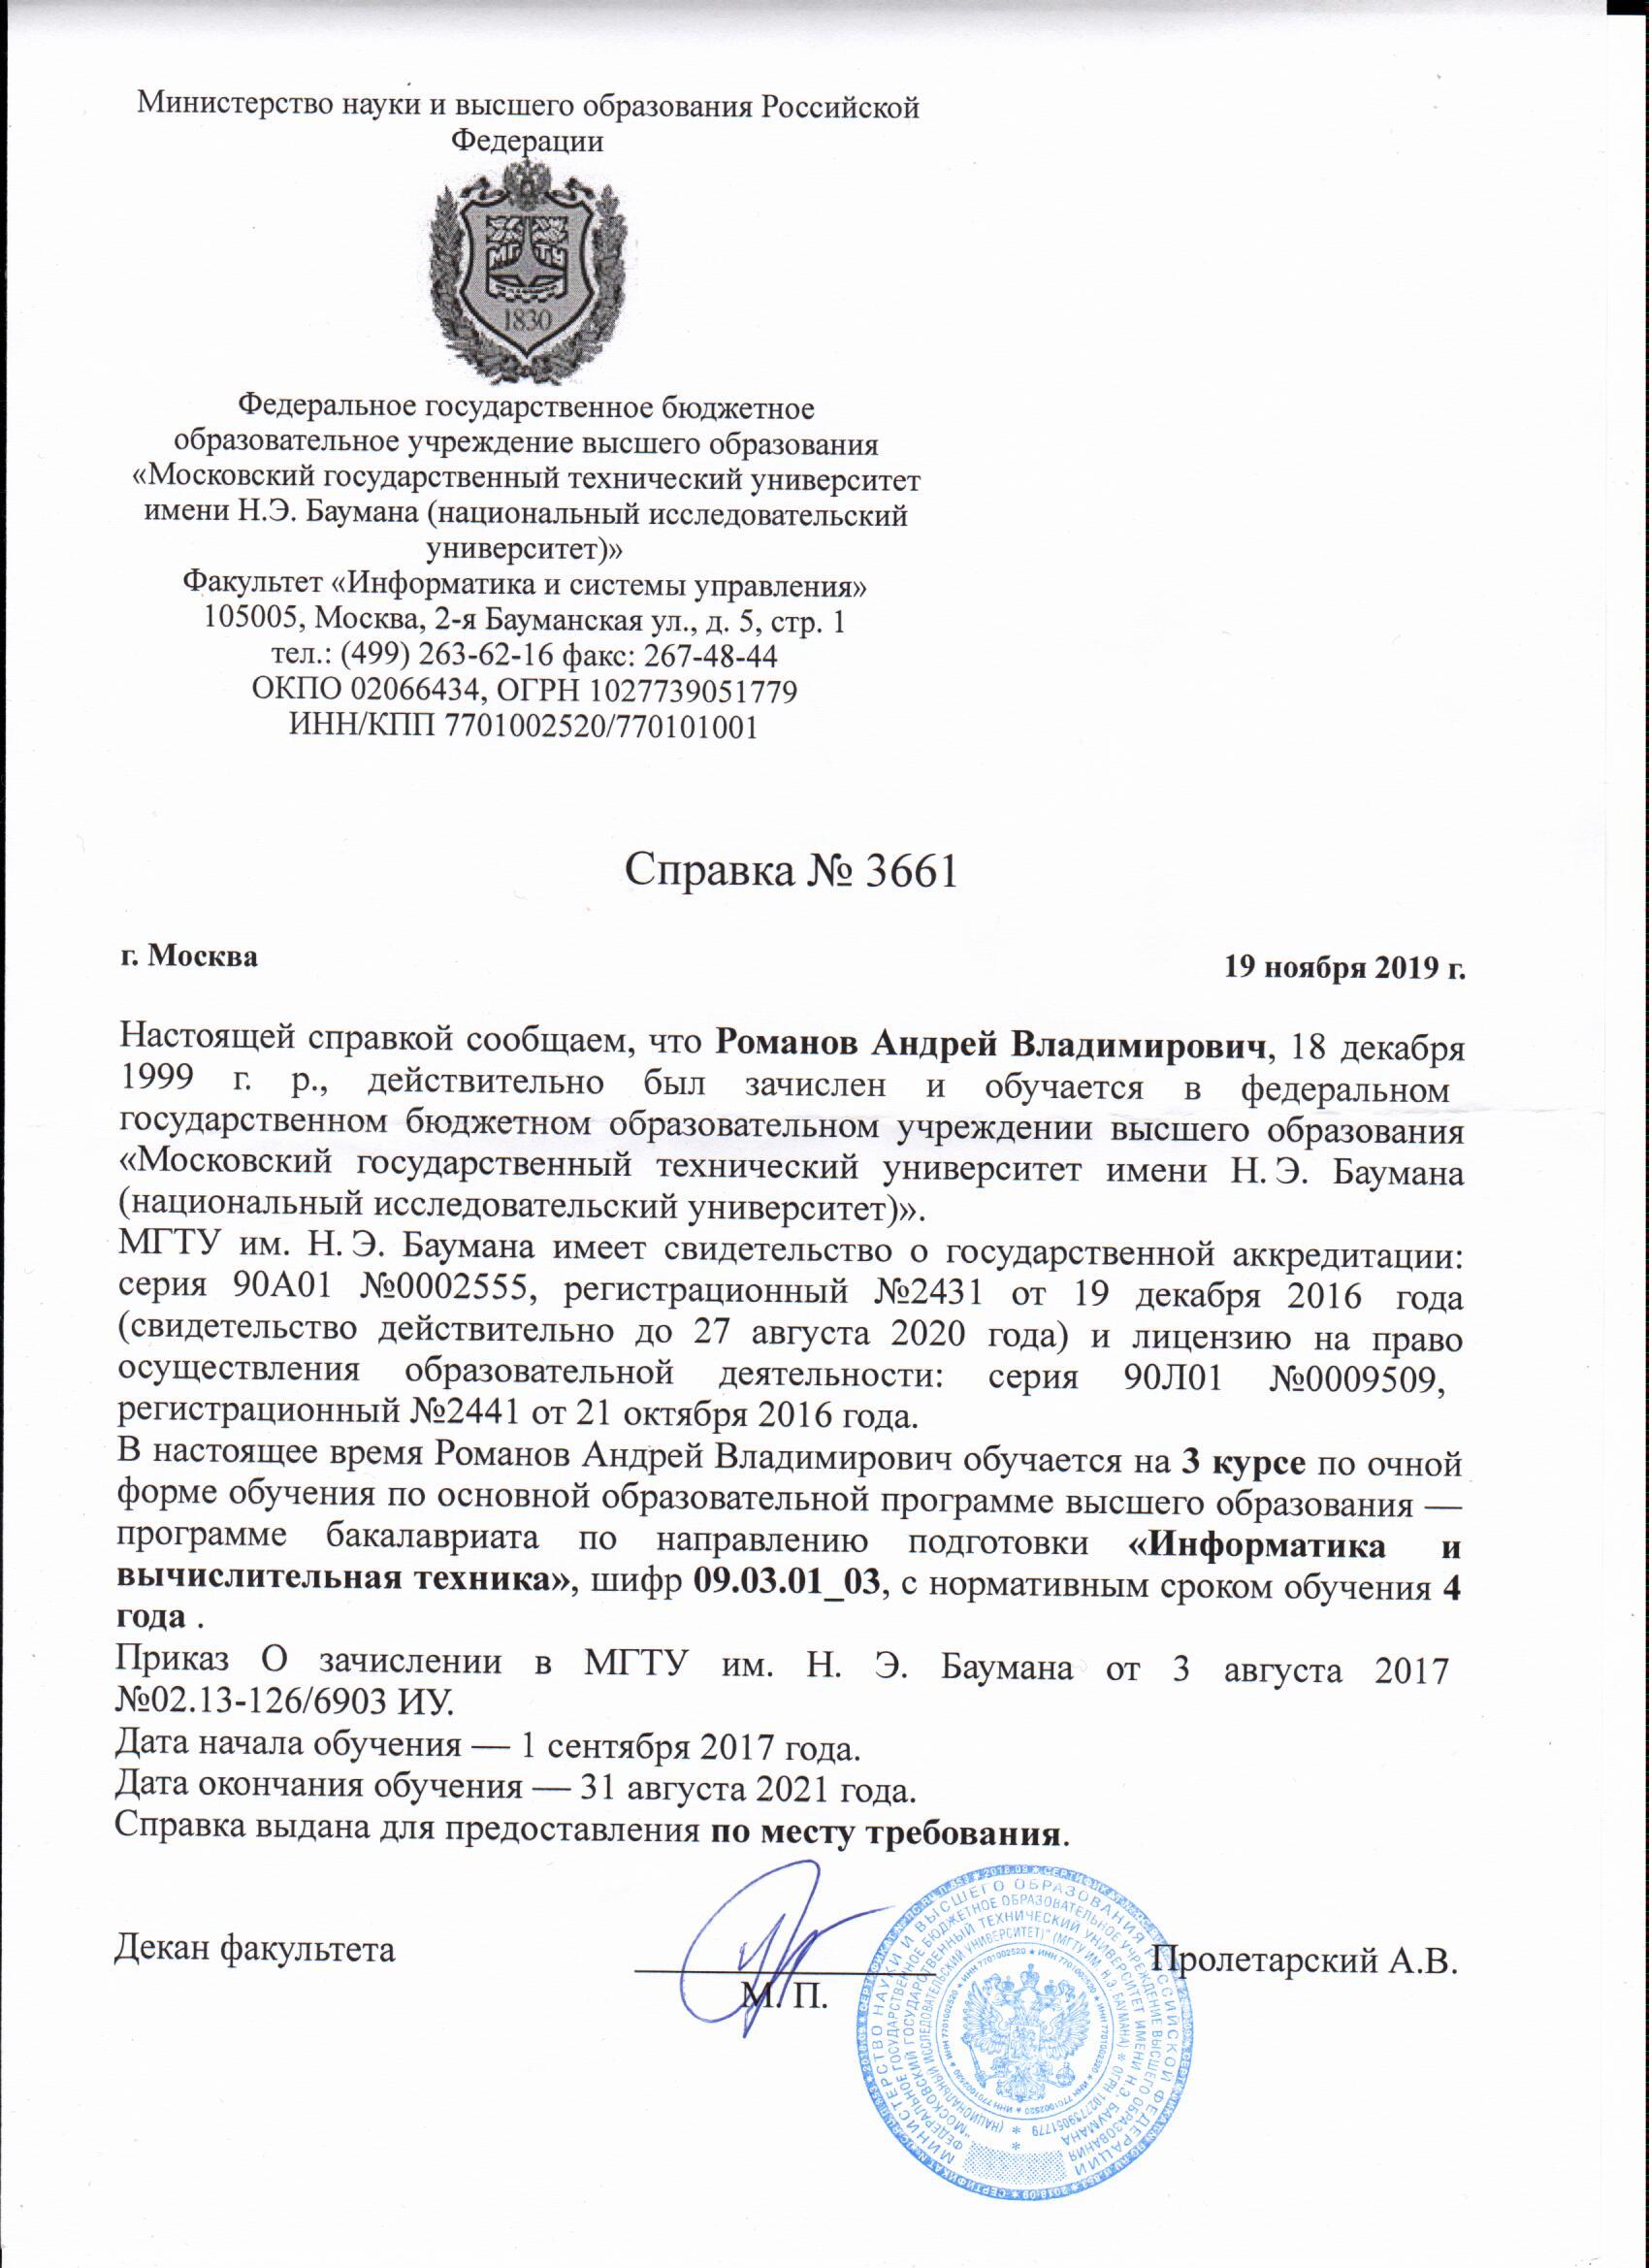 Министерство науки и высшего образования Российской
Федерации
МГТУ
1830
Федеральное государственное бюджетное
образовательное учреждение высшего образования
«Московский государственный технический университет
имени Н.Э. Баумана (национальный исследовательский
университет)»
Факультет «Информатика и системы управления»
105005, Москва, 2-я Бауманская ул., д. 5, стр. 1
тел.: (499) 263-62-16 факс: 267-48-44
ОКПО 02066434, ОГРН 1027739051779
ИНН/КПП 7701002520/770101001
Справка № 3661
г. Москва
19 ноября 2019 г.
Настоящей справкой сообщаем, что Романов Андрей Владимирович, 18 декабря
1999 г. р., действительно был зачислен и обучается в федеральном
государственном бюджетном образовательном учреждении высшего образования
«Московский государственный технический университет имени Н. Э. Баумана
(национальный исследовательский университет)».
МГТУ им. Н. Э. Баумана имеет свидетельство о государственной аккредитации:
серия 90А01 №0002555, регистрационный №2431 от 19 декабря 2016 года
(свидетельство действительно до 27 августа 2020 года) и лицензию на право
осуществления образовательной деятельности: серия 90Л01 №0009509,
регистрационный №2441 от 21 октября 2016 года.
В настоящее время Романов Андрей Владимирович обучается на 3 курсе по очной
форме обучения по основной образовательной программе высшего образования —
программе бакалавриата по направлению подготовки «Информатика и
вычислительная техника», шифр 09.03.01_03, с нормативным сроком обучения 4
года .
Приказ О зачислении в МГТУ им. Н. Э. Баумана от 3 августа 2017
№02.13-126/6903 ИУ.
Дата начала обучения — 1 сентября 2017 года.
Дата окончания обучения — 31 августа 2021 года.
Справка выдана для предоставления по месту требования.
Декан факультета
М. П.
Пролетарский А.В.
МИНИСТЕРСТВО НАУКИ И ВЫСШЕГО ОБРАЗОВАНИЯ РОССИЙСКОЙ ФЕДЕРАЦИИ
ФЕДЕРАЛЬНОЕ ГОСУДАРСТВЕННОЕ БЮДЖЕТНОЕ ОБРАЗОВАТЕЛЬНОЕ УЧРЕЖДЕНИЕ ВЫСШЕГО ОБРАЗОВАНИЯ
"МОСКОВСКИЙ ГОСУДАРСТВЕННЫЙ ТЕХНИЧЕСКИЙ УНИВЕРСИТЕТ ИМЕНИ Н.Э. БАУМАНА
(НАЦИОНАЛЬНЫЙ ИССЛЕДОВАТЕЛЬСКИЙ УНИВЕРСИТЕТ)" (МГТУ ИМ. Н.Э. БАУМАНА) * ОГРН 1027739051779 *
ИНН 7701002520 * ИНН 7701002520 * ИНН 7701002520 * ИНН 7701002520